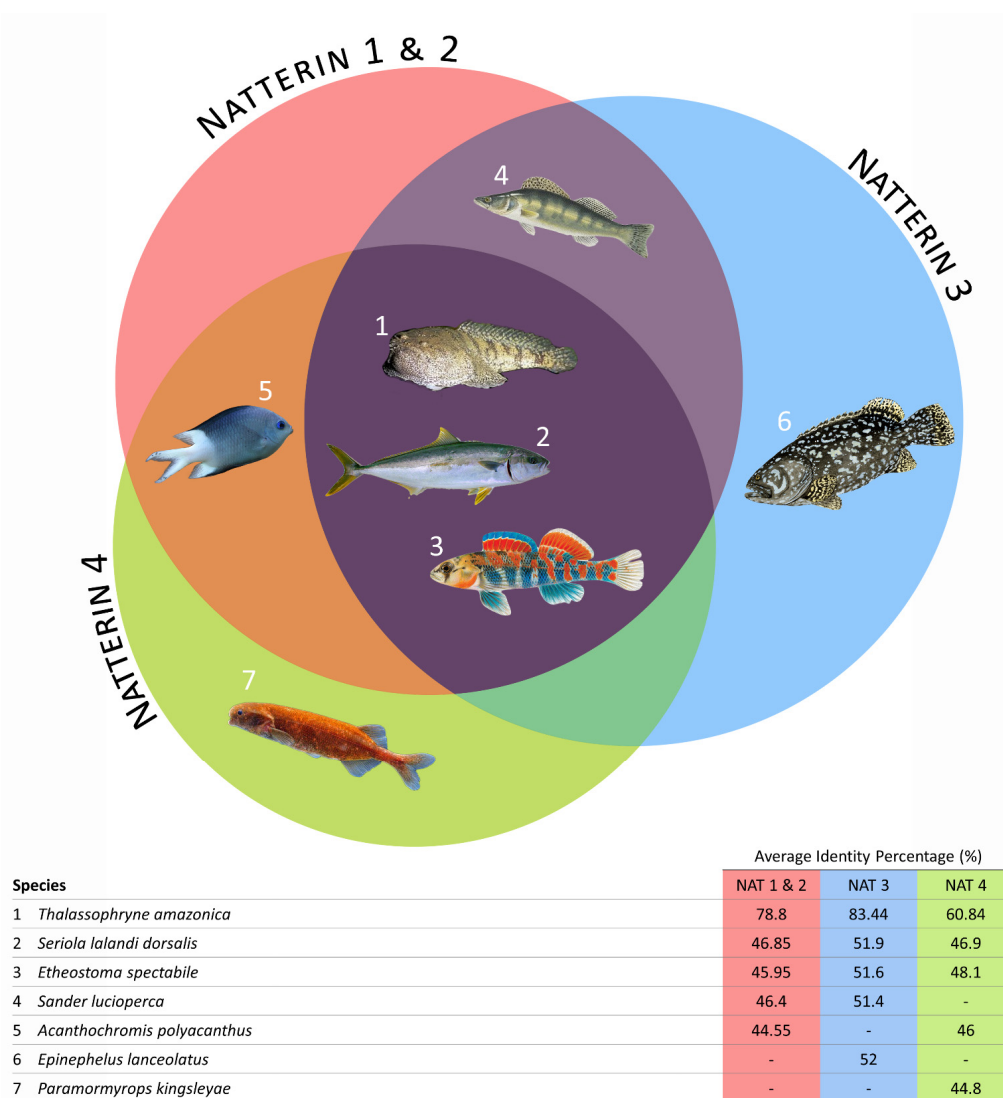 NATTERIN 1 & 2
NATTERIN 3
4
1
5
6
2
3
NATTERIN 4
7
Average Identity Percentage (%)
Species NAT 1 & 2 NAT 3 NAT 4
1 Thalassophryne amazonica 78.8 83.44 60.84
2 Seriola lalandi dorsalis 46.85 51.9 46.9
3 Etheostoma spectabile 45.95 51.6 48.1
4 Sander lucioperca 46.4 51.4 -
5 Acanthochromis polyacanthus 44.55 - 46
6 Epinephelus lanceolatus - 52 -
7 Paramormyrops kingsleyae - - 44.8